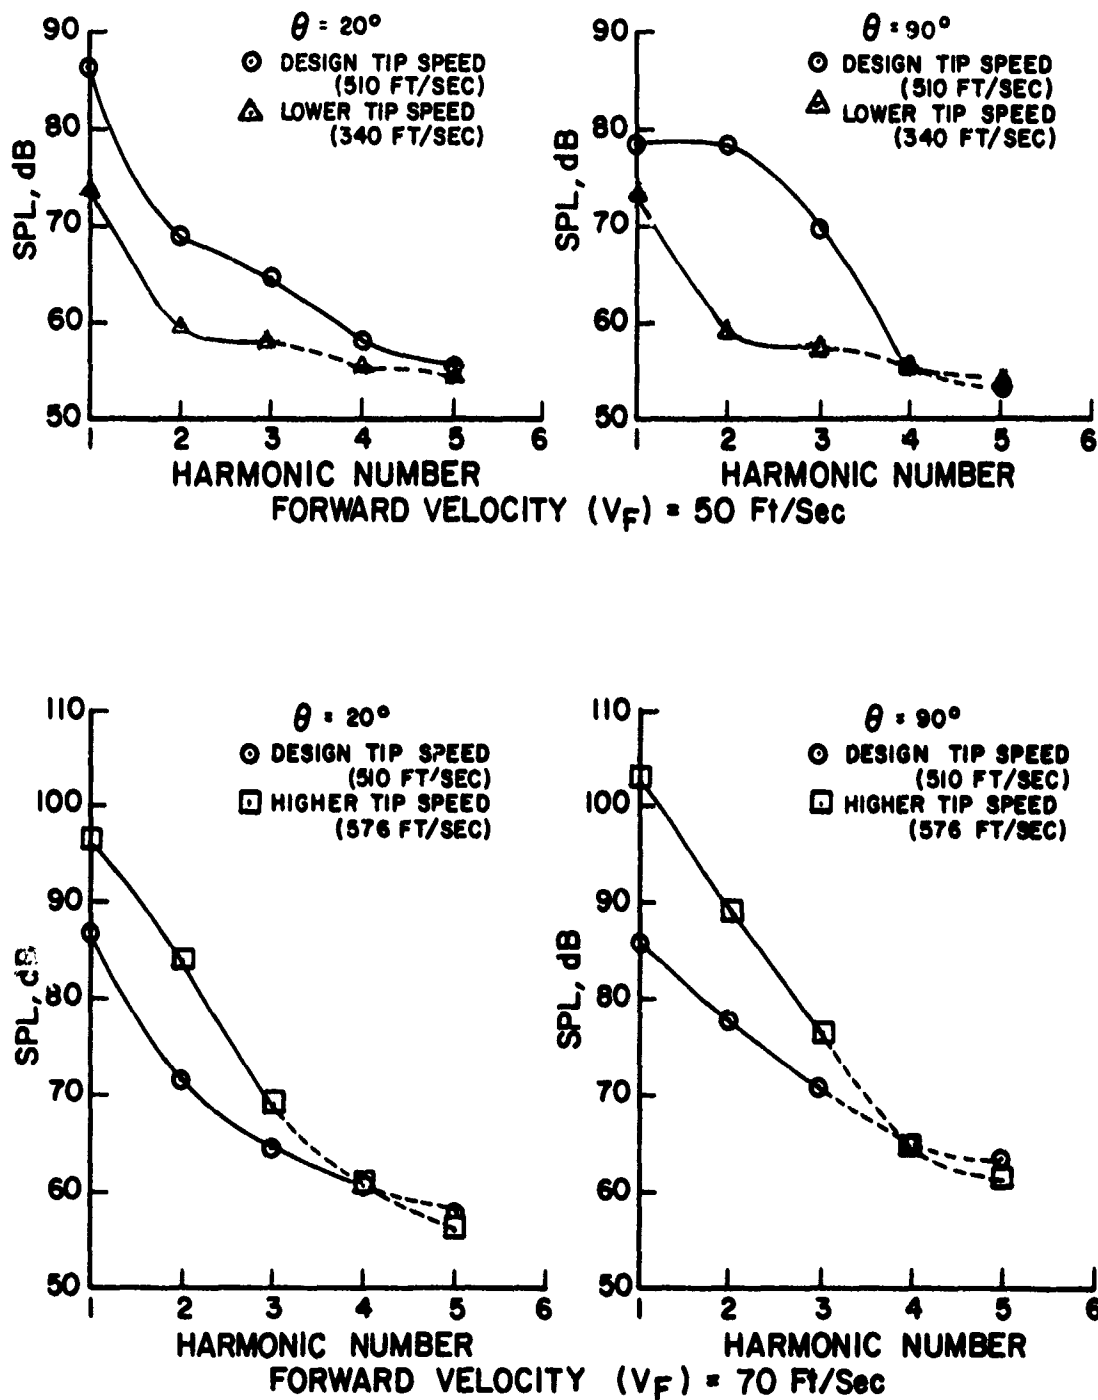 θ = 20°
DESIGN TIP SPEED
(510 FT/SEC)
LOWER TIP SPEED
(340 FT/SEC)
90
80
70
60
50
SPL, dB
1 2 3 4 5 6
HARMONIC NUMBER
θ = 90°
DESIGN TIP SPEED
(510 FT/SEC)
LOWER TIP SPEED
(340 FT/SEC)
90
80
70
60
50
SPL, dB
1 2 3 4 5 6
HARMONIC NUMBER
FORWARD VELOCITY (VF) = 50 Ft/Sec
θ = 20°
DESIGN TIP SPEED
(510 FT/SEC)
HIGHER TIP SPEED
(576 FT/SEC)
110
100
90
80
70
60
50
SPL, dB
1 2 3 4 5 6
HARMONIC NUMBER
θ = 90°
DESIGN TIP SPEED
(510 FT/SEC)
HIGHER TIP SPEED
(576 FT/SEC)
110
100
90
80
70
60
50
SPL, dB
1 2 3 4 5 6
HARMONIC NUMBER
FORWARD VELOCITY (VF) = 70 Ft/Sec